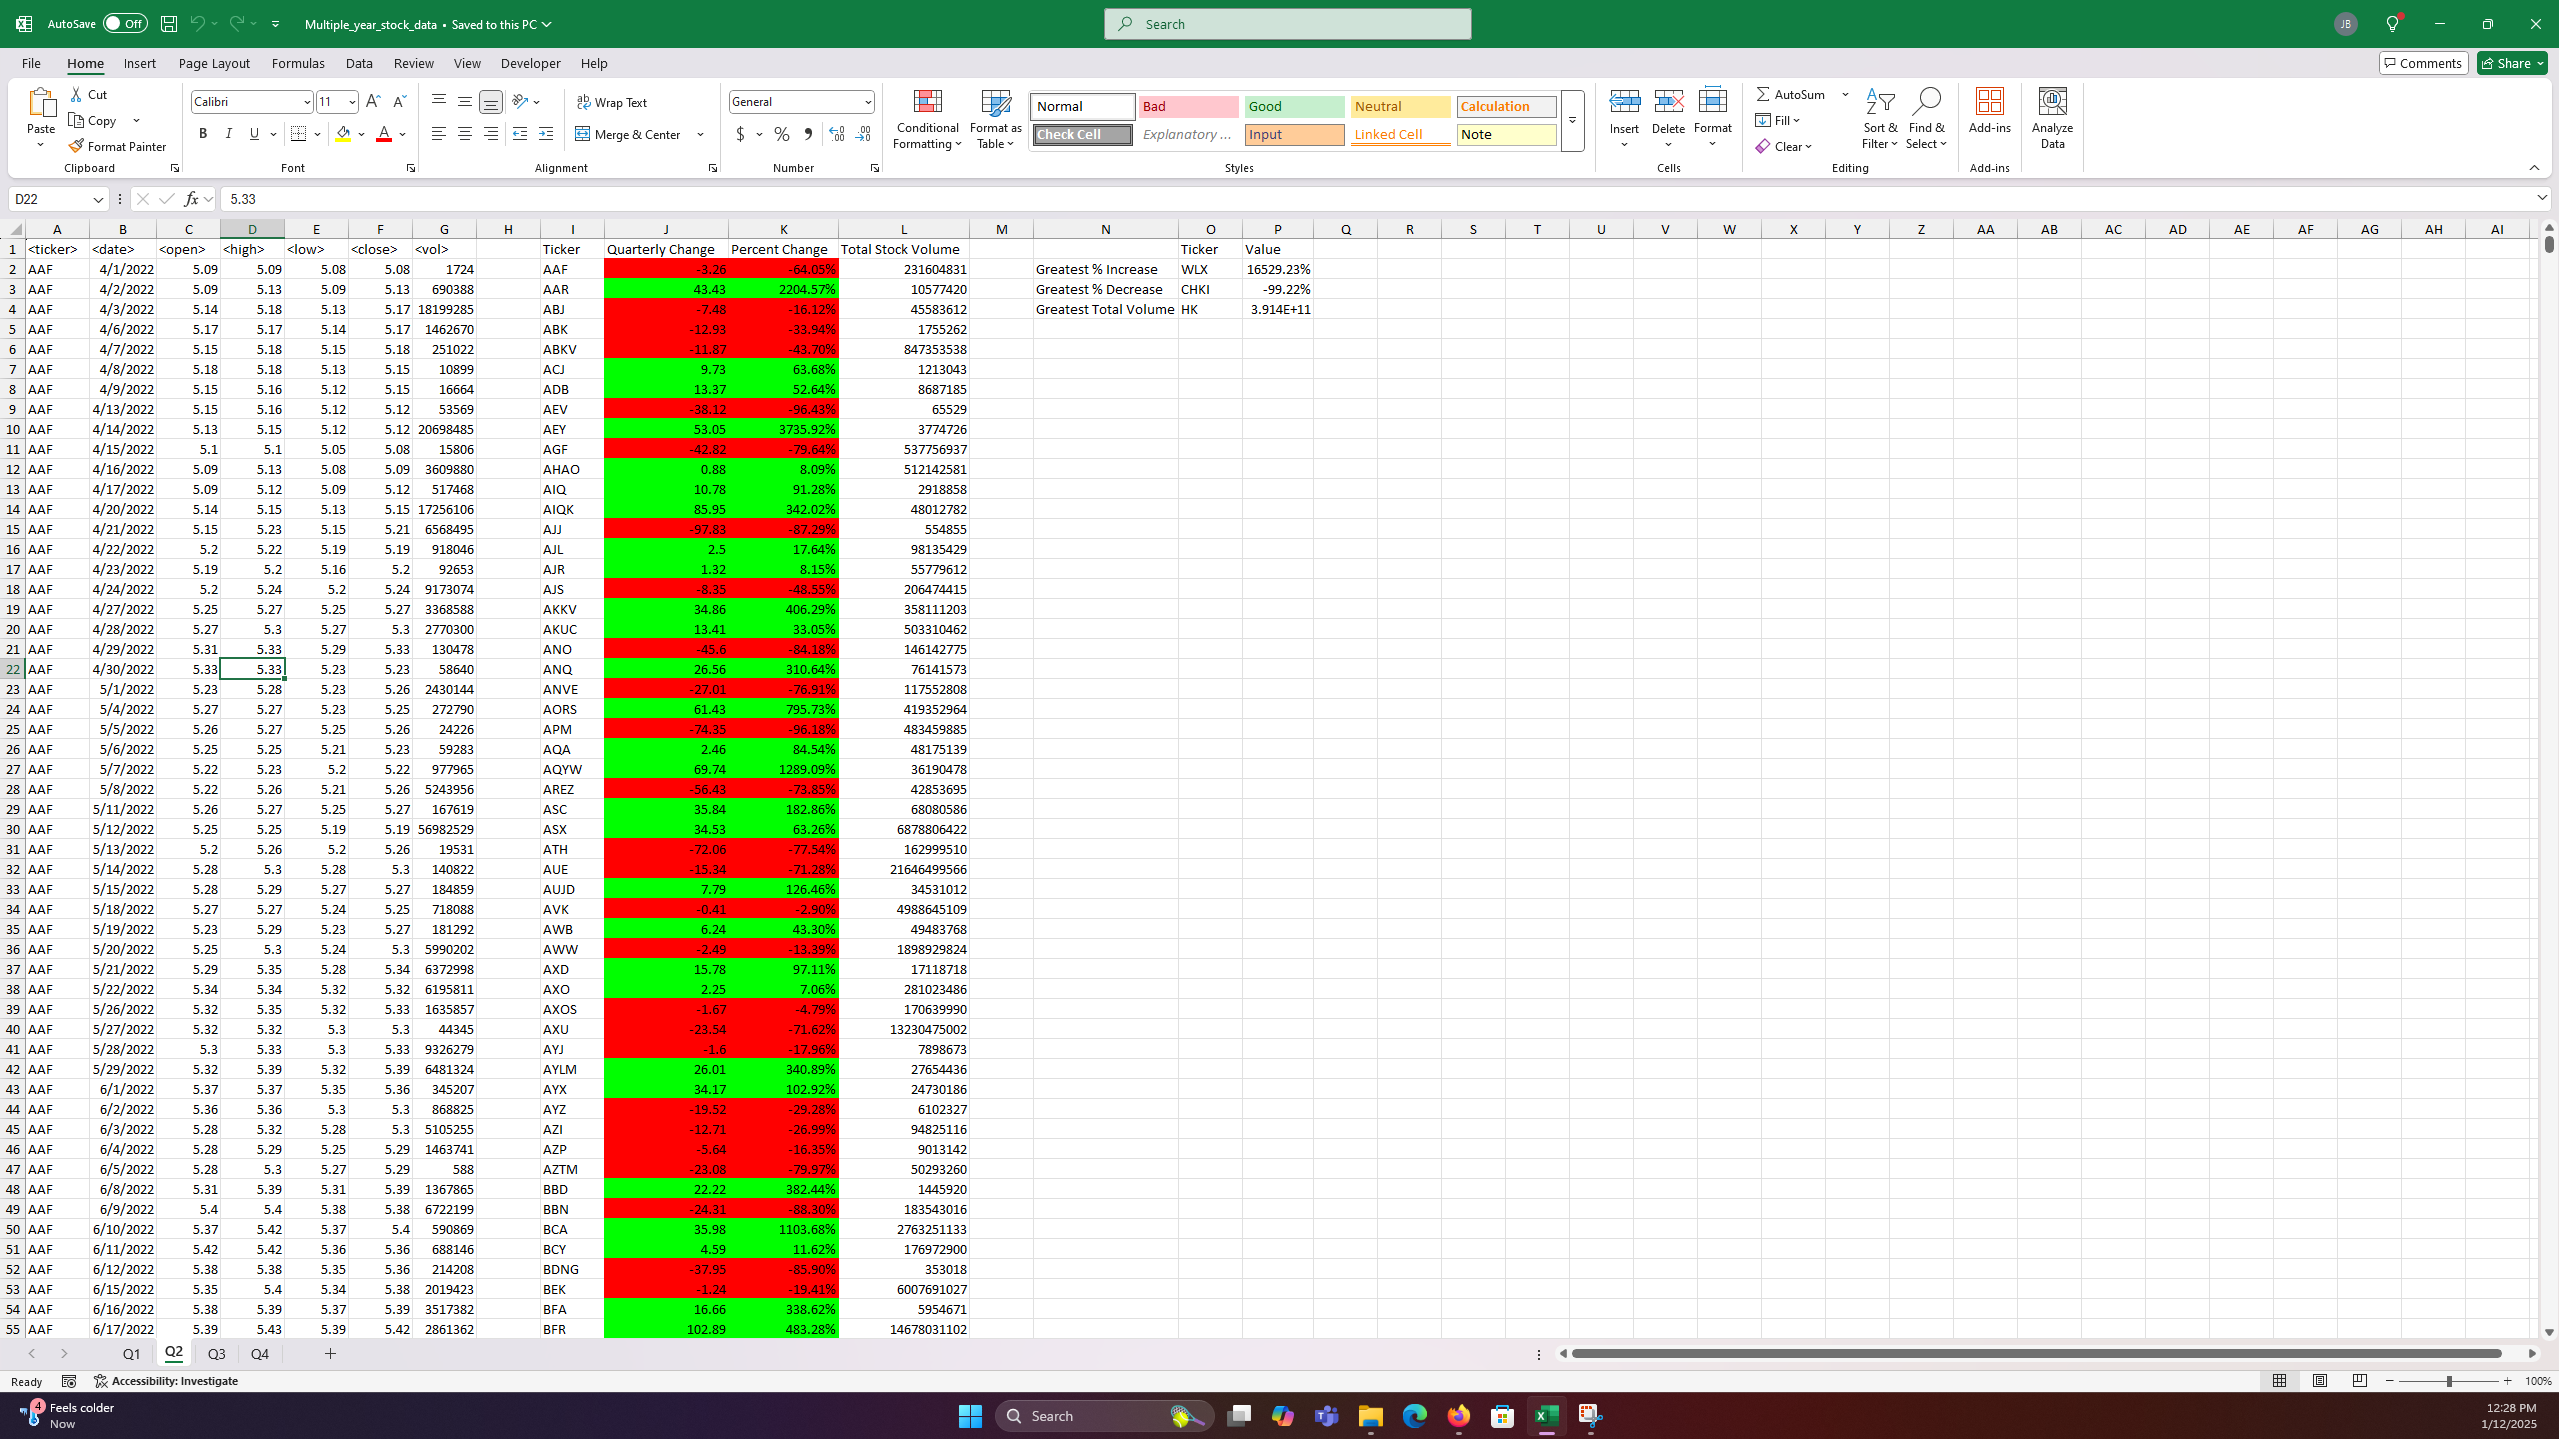 AutoSave Off Multiple_year_stock_data • Saved to this PC Search JB
File Home Insert Page Layout Formulas Data Review View Developer Help Comments Share
Paste Cut Copy Format Painter Clipboard
Calibri 11 B I U A Font
Wrap Text Merge & Center Alignment
General $ % Number
Conditional Formatting Format as Table
Normal Bad Good Neutral Calculation
Check Cell Explanatory ... Input Linked Cell Note
Styles
Insert Delete Format Cells
AutoSum Fill Clear Sort & Filter Find & Select Editing
Add-ins Add-ins
Analyze Data
D22 fx 5.33
A B C D E F G H I J K L M N O P Q R S T U V W X Y Z AA AB AC AD AE AF AG AH AI
1 <ticker> <date> <open> <high> <low> <close> <vol> Ticker Quarterly Change Percent Change Total Stock Volume Ticker Value
2 AAF 4/1/2022 5.09 5.09 5.08 5.08 1724 AAF -3.26 -64.05% 231604831 Greatest % Increase WLX 16529.23%
3 AAF 4/2/2022 5.09 5.13 5.09 5.13 690388 AAR 43.43 2204.57% 10577420 Greatest % Decrease CHKI -99.22%
4 AAF 4/3/2022 5.14 5.18 5.13 5.17 18199285 ABJ -7.48 -16.12% 45583612 Greatest Total Volume HK 3.914E+11
5 AAF 4/6/2022 5.17 5.17 5.14 5.17 1462670 ABK -12.93 -33.94% 1755262
6 AAF 4/7/2022 5.15 5.18 5.15 5.18 251022 ABKV -11.87 -43.70% 847353538
7 AAF 4/8/2022 5.18 5.18 5.13 5.15 10899 ACJ 9.73 63.68% 1213043
8 AAF 4/9/2022 5.15 5.16 5.12 5.15 16664 ADB 13.37 52.64% 8687185
9 AAF 4/13/2022 5.15 5.16 5.12 5.12 53569 AEV -38.12 -96.43% 65529
10 AAF 4/14/2022 5.13 5.15 5.12 5.12 20698485 AEY 53.05 3735.92% 3774726
11 AAF 4/15/2022 5.1 5.1 5.05 5.08 15806 AGF -42.82 -79.64% 537756937
12 AAF 4/16/2022 5.09 5.13 5.08 5.09 3609880 AHAO 0.88 8.09% 512142581
13 AAF 4/17/2022 5.09 5.12 5.09 5.12 517468 AIQ 10.78 91.28% 2918858
14 AAF 4/20/2022 5.14 5.15 5.13 5.15 17256106 AIQK 85.95 342.02% 48012782
15 AAF 4/21/2022 5.15 5.23 5.15 5.21 6568495 AJJ -97.83 -87.29% 554855
16 AAF 4/22/2022 5.2 5.22 5.19 5.19 918046 AJL 2.5 17.64% 98135429
17 AAF 4/23/2022 5.19 5.2 5.16 5.2 92653 AJR 1.32 8.15% 55779612
18 AAF 4/24/2022 5.2 5.24 5.2 5.24 9173074 AJS -8.35 -48.55% 206474415
19 AAF 4/27/2022 5.25 5.27 5.25 5.27 3368588 AKKV 34.86 406.29% 358111203
20 AAF 4/28/2022 5.27 5.3 5.27 5.3 2770300 AKUC 13.41 33.05% 503310462
21 AAF 4/29/2022 5.31 5.33 5.29 5.33 130478 ANO -45.6 -84.18% 146142775
22 AAF 4/30/2022 5.33 5.33 5.23 5.23 58640 ANQ 26.56 310.64% 76141573
23 AAF 5/1/2022 5.23 5.28 5.23 5.26 2430144 ANVE -27.01 -76.91% 117552808
24 AAF 5/4/2022 5.27 5.27 5.23 5.25 272790 AORS 61.43 795.73% 419352964
25 AAF 5/5/2022 5.26 5.27 5.25 5.26 24226 APM -74.35 -96.18% 483459885
26 AAF 5/6/2022 5.25 5.25 5.21 5.23 59283 AQA 2.46 84.54% 48175139
27 AAF 5/7/2022 5.22 5.23 5.2 5.22 977965 AQYW 69.74 1289.09% 36190478
28 AAF 5/8/2022 5.22 5.26 5.21 5.26 5243956 AREZ -56.43 -73.85% 42853695
29 AAF 5/11/2022 5.26 5.27 5.25 5.27 167619 ASC 35.84 182.86% 68080586
30 AAF 5/12/2022 5.25 5.25 5.19 5.19 56982529 ASX 34.53 63.26% 6878806422
31 AAF 5/13/2022 5.2 5.26 5.2 5.26 19531 ATH -72.06 -77.54% 162999510
32 AAF 5/14/2022 5.28 5.3 5.28 5.3 140822 AUE -15.34 -71.28% 21646499566
33 AAF 5/15/2022 5.28 5.29 5.27 5.27 184859 AUJD 7.79 126.46% 34531012
34 AAF 5/18/2022 5.27 5.27 5.24 5.25 718088 AVK -0.41 -2.90% 4988645109
35 AAF 5/19/2022 5.23 5.29 5.23 5.27 181292 AWB 6.24 43.30% 49483768
36 AAF 5/20/2022 5.25 5.3 5.24 5.3 5990202 AWW -2.49 -13.39% 1898929824
37 AAF 5/21/2022 5.29 5.35 5.28 5.34 6372998 AXD 15.78 97.11% 17118718
38 AAF 5/22/2022 5.34 5.34 5.32 5.32 6195811 AXO 2.25 7.06% 281023486
39 AAF 5/26/2022 5.32 5.35 5.32 5.33 1635857 AXOS -1.67 -4.79% 170639990
40 AAF 5/27/2022 5.32 5.32 5.3 5.3 44345 AXU -23.54 -71.62% 13230475002
41 AAF 5/28/2022 5.3 5.33 5.3 5.33 9326279 AYJ -1.6 -17.96% 7898673
42 AAF 5/29/2022 5.32 5.39 5.32 5.39 6481324 AYLM 26.01 340.89% 27654436
43 AAF 6/1/2022 5.37 5.37 5.35 5.36 345207 AYX 34.17 102.92% 24730186
44 AAF 6/2/2022 5.36 5.36 5.3 5.3 868825 AYZ -19.52 -29.28% 6102327
45 AAF 6/3/2022 5.28 5.32 5.28 5.3 5105255 AZI -12.71 -26.99% 94825116
46 AAF 6/4/2022 5.28 5.29 5.25 5.29 1463741 AZP -5.64 -16.35% 9013142
47 AAF 6/5/2022 5.28 5.3 5.27 5.29 588 AZTM -23.08 -79.97% 50293260
48 AAF 6/8/2022 5.31 5.39 5.31 5.39 1367865 BBD 22.22 382.44% 1445920
49 AAF 6/9/2022 5.4 5.4 5.38 5.38 6722199 BBN -24.31 -88.30% 183543016
50 AAF 6/10/2022 5.37 5.42 5.37 5.4 590869 BCA 35.98 1103.68% 2763251133
51 AAF 6/11/2022 5.42 5.42 5.36 5.36 688146 BCY 4.59 11.62% 176972900
52 AAF 6/12/2022 5.38 5.38 5.35 5.36 214208 BDNG -37.95 -85.90% 353018
53 AAF 6/15/2022 5.35 5.4 5.34 5.38 2019423 BEK -1.24 -19.41% 6007691027
54 AAF 6/16/2022 5.38 5.39 5.37 5.39 3517382 BFA 16.66 338.62% 5954671
55 AAF 6/17/2022 5.39 5.43 5.39 5.42 2861362 BFR 102.89 483.28% 14678031102
Q1 Q2 Q3 Q4
Ready Accessibility: Investigate 100%
4 Feels colder Search 12:28 PM
Now 1/12/2025